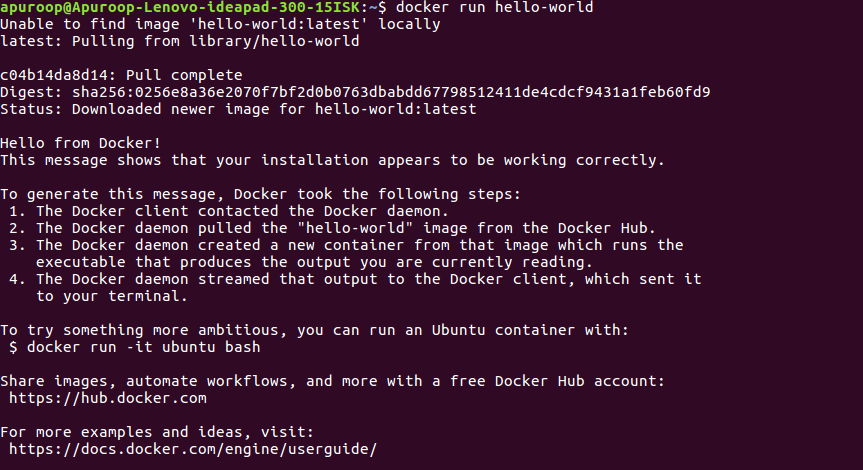 apuroop@Apuroop-Lenovo-ideapad-300-15ISK:~$ docker run hello-world
Unable to find image 'hello-world:latest' locally
latest: Pulling from library/hello-world
c04b14da8d14: Pull complete
Digest: sha256:0256e8a36e2070f7bf2d0b0763dbabdd67798512411de4cdcf9431a1feb60fd9
Status: Downloaded newer image for hello-world:latest
Hello from Docker!
This message shows that your installation appears to be working correctly.
To generate this message, Docker took the following steps:
 1. The Docker client contacted the Docker daemon.
 2. The Docker daemon pulled the "hello-world" image from the Docker Hub.
 3. The Docker daemon created a new container from that image which runs the
    executable that produces the output you are currently reading.
 4. The Docker daemon streamed that output to the Docker client, which sent it
    to your terminal.
To try something more ambitious, you can run an Ubuntu container with:
 $ docker run -it ubuntu bash
Share images, automate workflows, and more with a free Docker Hub account:
 https://hub.docker.com
For more examples and ideas, visit:
 https://docs.docker.com/engine/userguide/